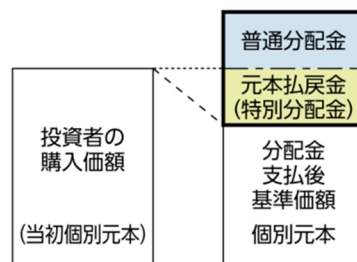 普通分配金
元本払戻金
(特別分配金)
投資者の
購入価額
(当初個別元本)
分配金
支払後
基準価額
個別元本